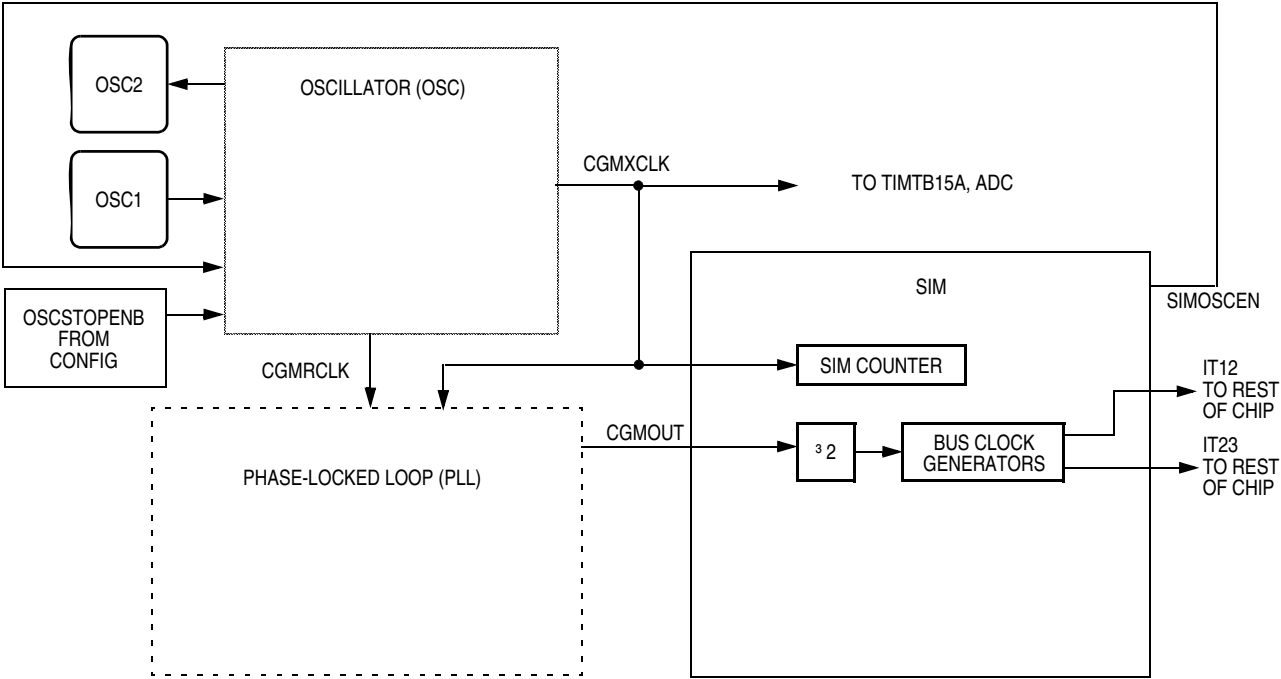 OSC2
OSCILLATOR (OSC)
CGMXCLK
TO TIMTB15A, ADC
OSC1
SIM
SIMOSCEN
OSCSTOPENB
FROM
CONFIG
CGMRCLK
SIM COUNTER
IT12
TO REST
OF CHIP
CGMOUT
³ 2
BUS CLOCK
GENERATORS
IT23
TO REST
OF CHIP
PHASE-LOCKED LOOP (PLL)